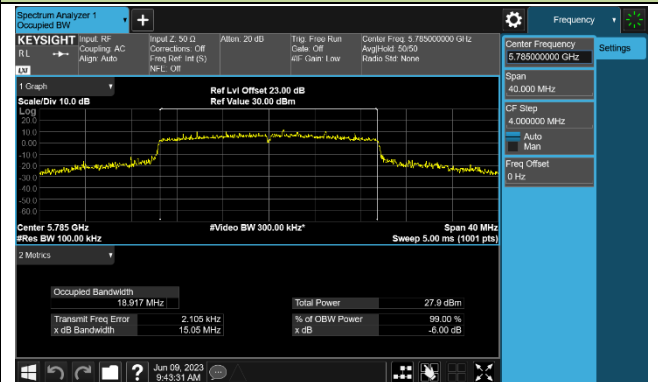 Spectrum Analyzer 1
Occupied BW
Frequency
KEYSIGHT
RL
Input: RF
Coupling: AC
Align: Auto
Input Z: 50 Ω
Corrections: Off
Freq Ref: Int (S)
NFE: Off
Atten: 20 dB
Trig: Free Run
Gate: Off
#IF Gain: Low
Center Freq: 5.785000000 GHz
Avg|Hold: 50/50
Radio Std: None
Center Frequency
5.785000000 GHz
Settings
Span
40.000 MHz
CF Step
4.000000 MHz
Auto
Man
Freq Offset
0 Hz
1 Graph
Scale/Div 10.0 dB
Ref Lvl Offset 23.00 dB
Ref Value 30.00 dBm
Log
20.0
10.0
0.00
-10.0
-20.0
-30.0
-40.0
-50.0
-60.0
Center 5.785 GHz
#Res BW 100.00 kHz
#Video BW 300.00 kHz*
Span 40 MHz
Sweep 5.00 ms (1001 pts)
2 Metrics
Occupied Bandwidth
18.917 MHz
Total Power 27.9 dBm
Transmit Freq Error 2.105 kHz
% of OBW Power 99.00 %
x dB Bandwidth 15.05 MHz
x dB -6.00 dB
Jun 09, 2023
9:43:31 AM